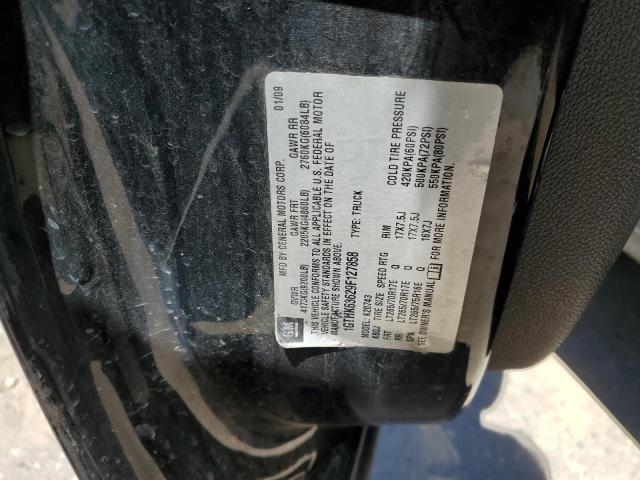 MFD BY GENERAL MOTORS CORP. 01/09
GVWR GAWR FRT GAWR RR
4173KG(9200LB) 2205KG(4860LB) 2760KG(6084LB)
THIS VEHICLE CONFORMS TO ALL APPLICABLE U.S. FEDERAL MOTOR
VEHICLE SAFETY STANDARDS IN EFFECT ON THE DATE OF
MANUFACTURE SHOWN ABOVE.
GM
1GTHK63629F127858 TYPE: TRUCK
MODEL: K20743
TIRE SIZE SPEED RTG RIM COLD TIRE PRESSURE
FRT LT265/70R17E Q 17X7.5J 420KPA(60PSI)
RR LT265/70R17E Q 17X7.5J 500KPA(72PSI)
SPA LT265/75R16E Q 16X7J 550KPA(80PSI)
SEE OWNER'S MANUAL FOR MORE INFORMATION.